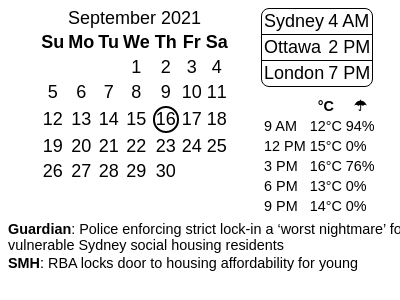 September 2021
Su Mo Tu We Th Fr Sa
1 2 3 4
5 6 7 8 9 10 11
12 13 14 15 16 17 18
19 20 21 22 23 24 25
26 27 28 29 30
Sydney 4 AM
Ottawa 2 PM
London 7 PM
°C ☂
9 AM 12°C 94%
12 PM 15°C 0%
3 PM 16°C 76%
6 PM 13°C 0%
9 PM 14°C 0%
Guardian: Police enforcing strict lock-in a ‘worst nightmare’ fo
vulnerable Sydney social housing residents
SMH: RBA locks door to housing affordability for young